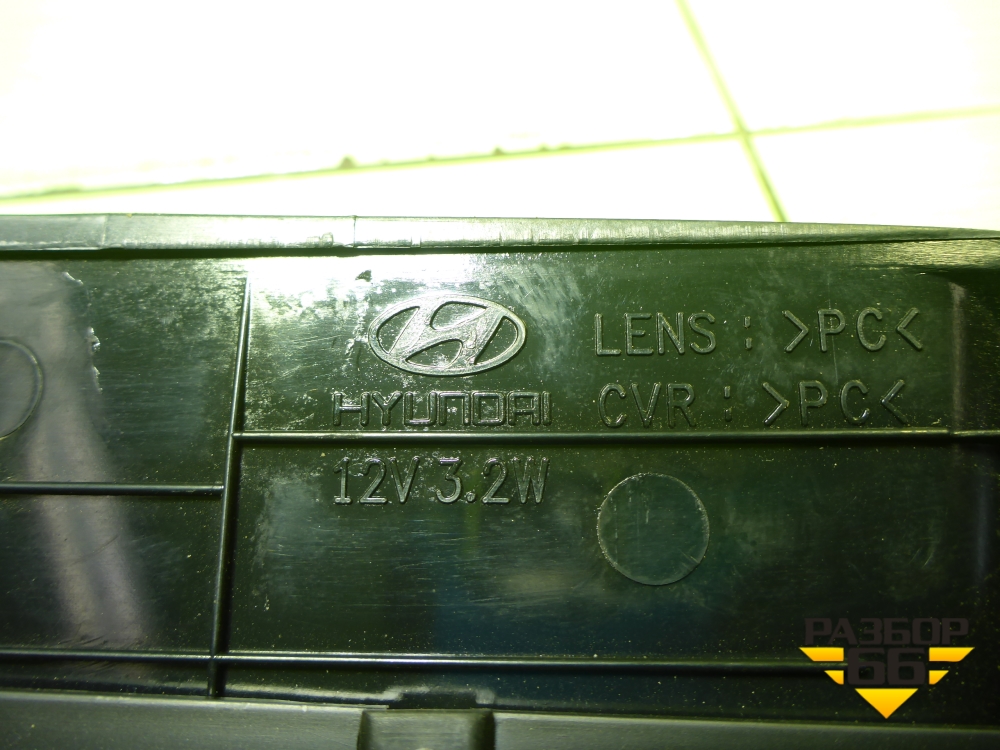 LENS : >PC<
HYUNDAI CVR : >PC<
12V 3.2W
РАЗБОР
66